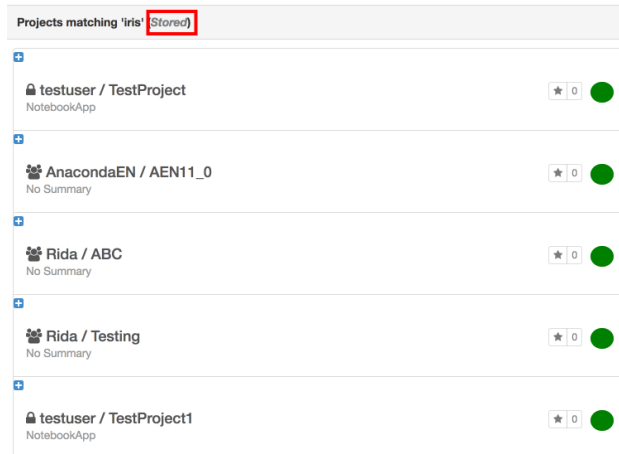 Projects matching 'iris' (Stored)
testuser / TestProject
0
NotebookApp
AnacondaEN / AEN11_0
0
No Summary
Rida / ABC
0
No Summary
Rida / Testing
0
No Summary
testuser / TestProject1
0
NotebookApp